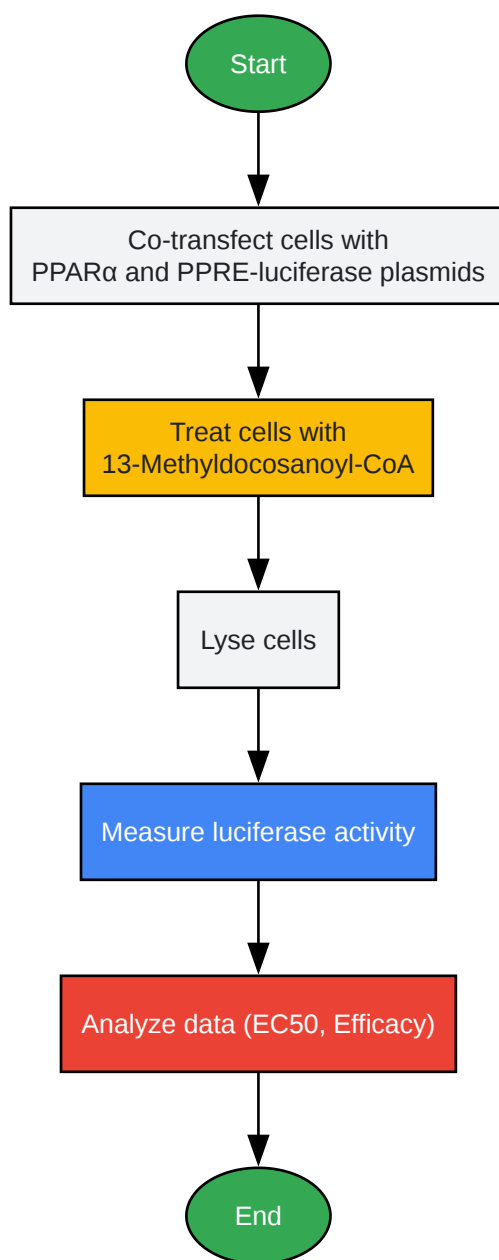 Start
Co-transfect cells with
PPARα and PPRE-luciferase plasmids
Treat cells with
13-Methyldocosanoyl-CoA
Lyse cells
Measure luciferase activity
Analyze data (EC50, Efficacy)
End